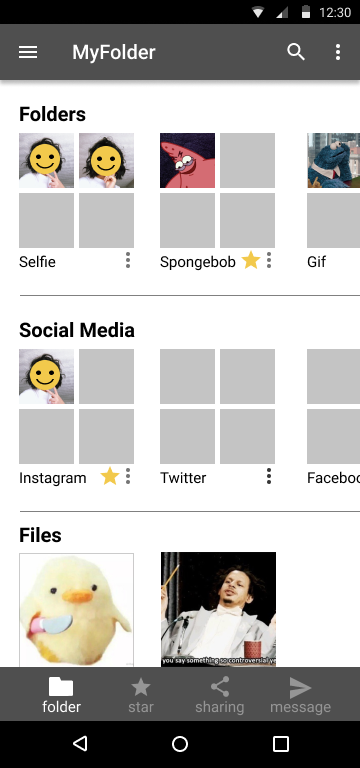 12:30
MyFolder
Folders
Selfie
Spongebob
Gif
Social Media
Instagram
Twitter
Faceboo
Files
you say something so controversial ye
folder
star
sharing
message